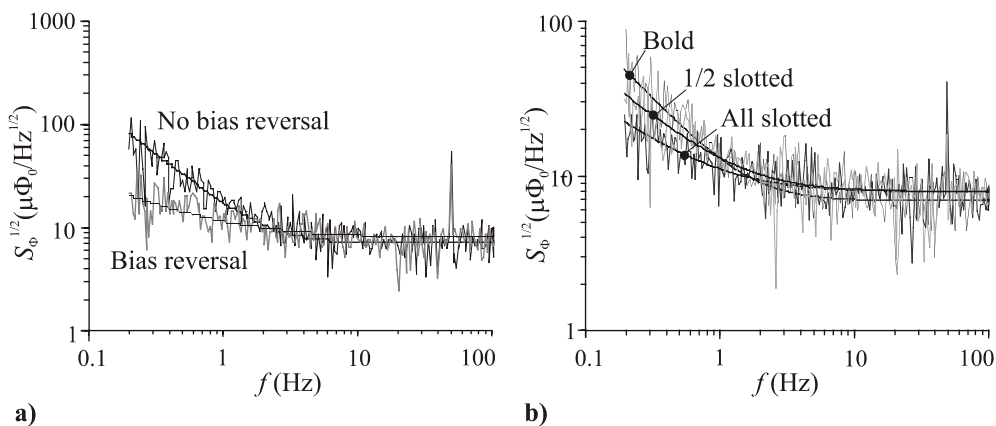 1000
100
10
1
0.1
1
10
100
S_Φ^1/2 (μΦ₀/Hz^1/2)
f (Hz)
No bias reversal
Bias reversal
a)
100
10
1
0.1
1
10
100
S_Φ^1/2 (μΦ₀/Hz^1/2)
f (Hz)
Bold
1/2 slotted
All slotted
b)